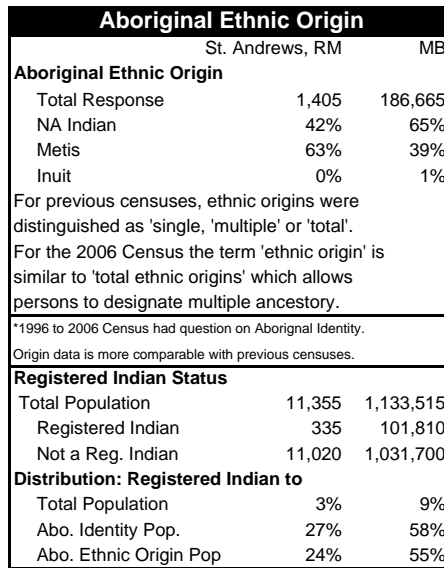 Aboriginal Ethnic Origin
St. Andrews, RM MB
Aboriginal Ethnic Origin
Total Response 1,405 186,665
NA Indian 42% 65%
Metis 63% 39%
Inuit 0% 1%
For previous censuses, ethnic origins were
distinguished as 'single, 'multiple' or 'total'.
For the 2006 Census the term 'ethnic origin' is
similar to 'total ethnic origins' which allows
persons to designate multiple ancestory.
*1996 to 2006 Census had question on Aborignal Identity.
Origin data is more comparable with previous censuses.
Registered Indian Status
Total Population 11,355 1,133,515
Registered Indian 335 101,810
Not a Reg. Indian 11,020 1,031,700
Distribution: Registered Indian to
Total Population 3% 9%
Abo. Identity Pop. 27% 58%
Abo. Ethnic Origin Pop 24% 55%